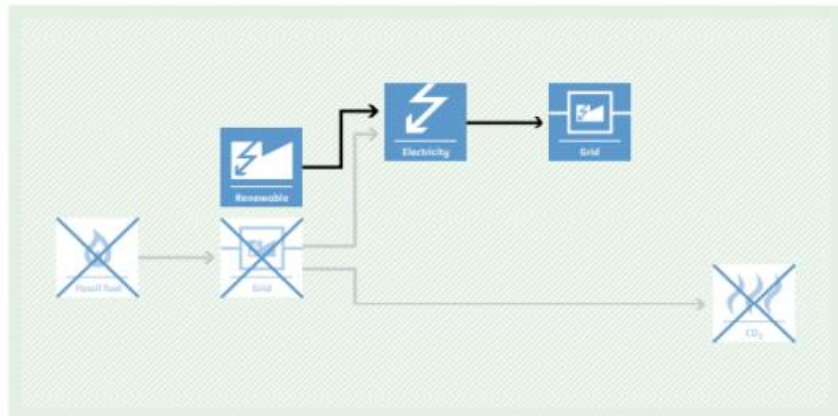 Electricity
Grid
Renewable
Fossil fuel
Grid
CO₂